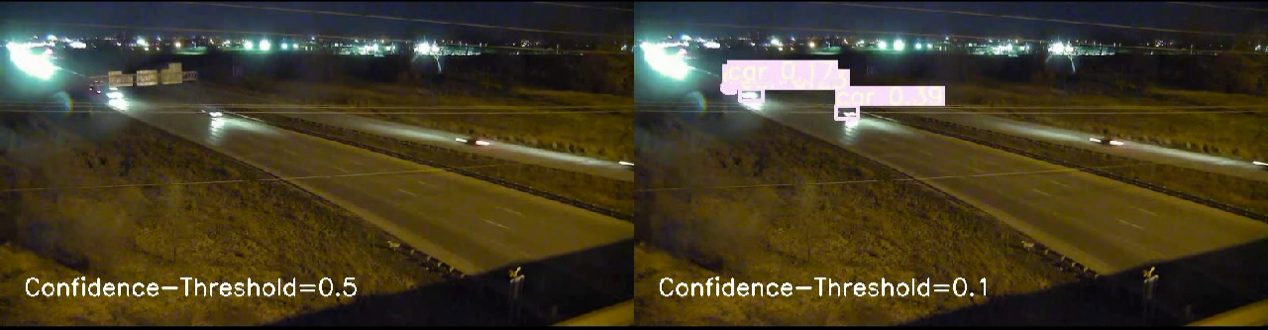 Confidence-Threshold=0.5
car 0.17
car 0.39
Confidence-Threshold=0.1